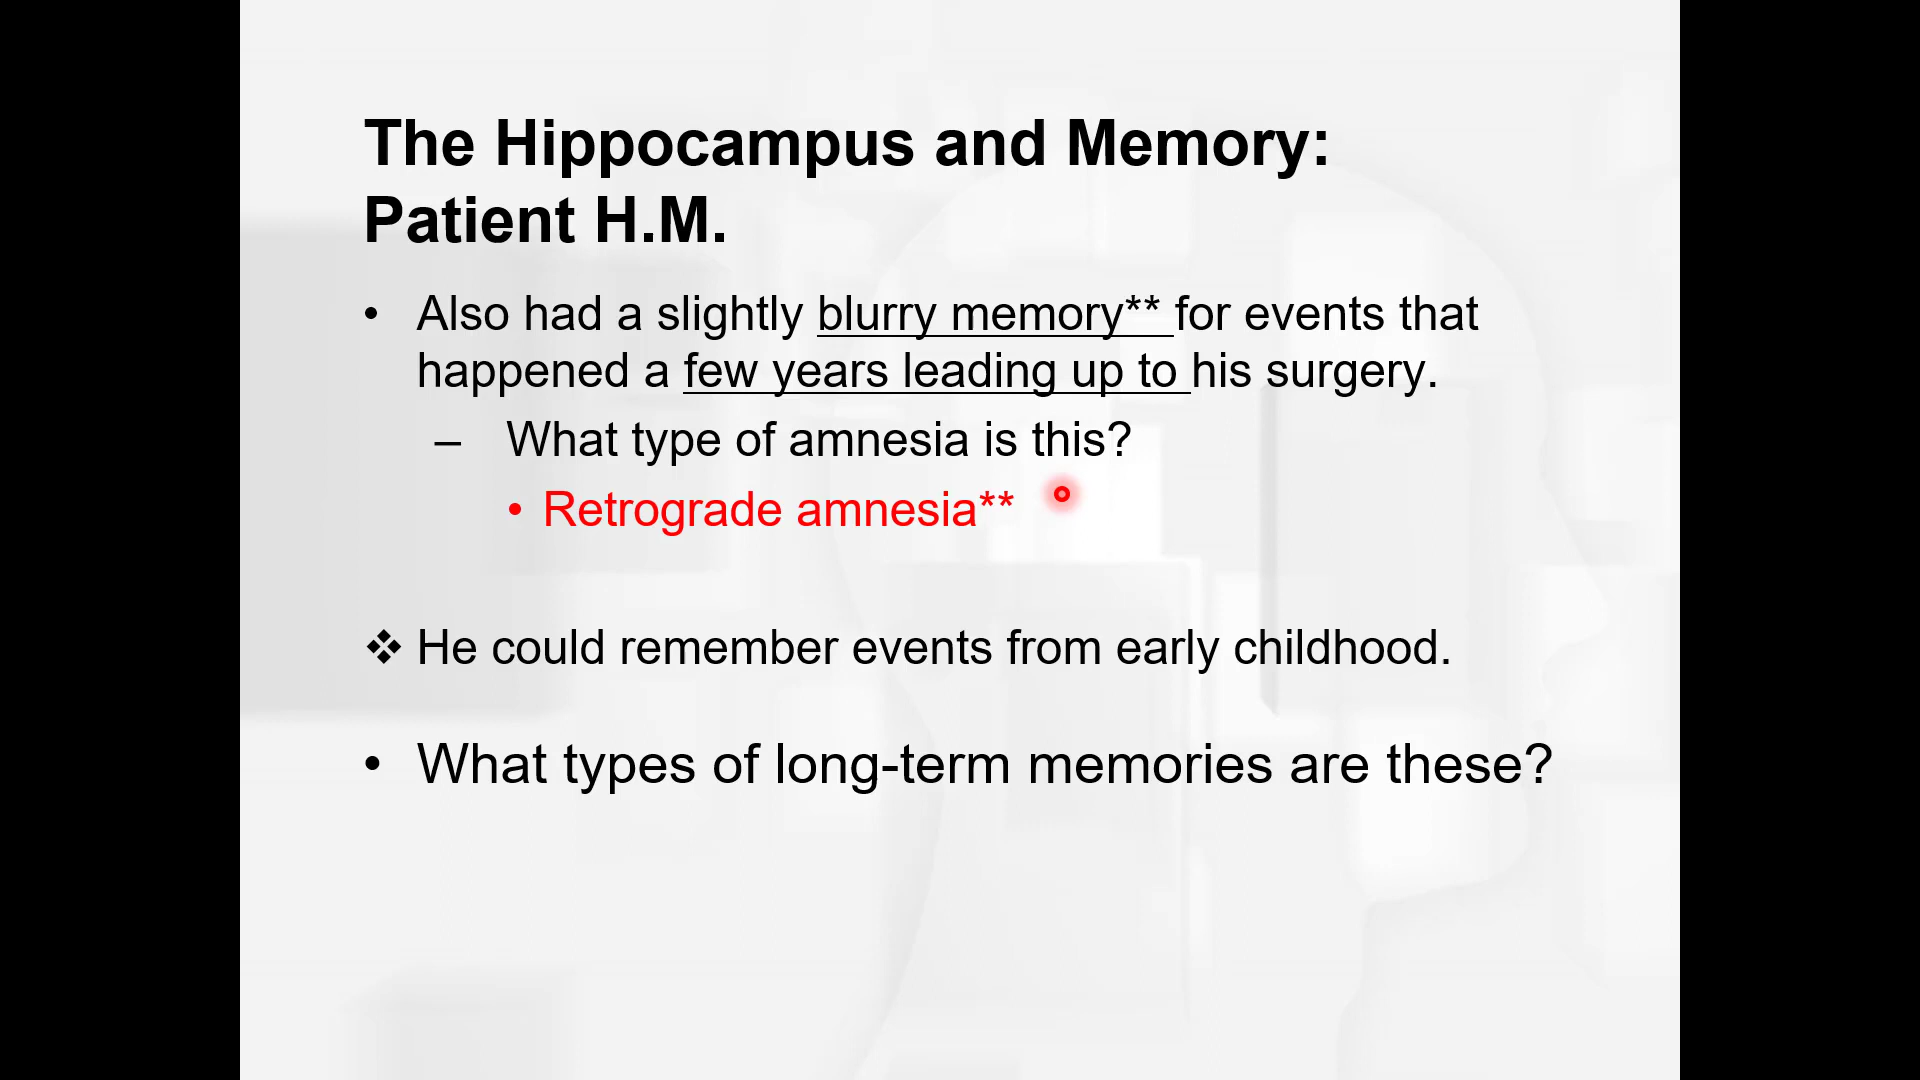 The Hippocampus and Memory:
Patient H.M.
• Also had a slightly blurry memory** for events that
happened a few years leading up to his surgery.
– What type of amnesia is this?
• Retrograde amnesia**
❖ He could remember events from early childhood.
• What types of long-term memories are these?